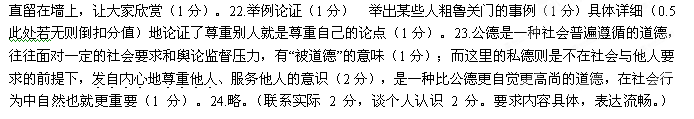 直留在墙上，让大家欣赏（1 分）。22.举例论证（1 分）  举出某些人粗鲁关门的事例（1 分）具体详细（0.5
此处若无则倒扣分值）地论证了尊重别人就是尊重自己的论点（1 分）。23.公德是一种社会普遍遵循的道德，
往往面对一定的社会要求和舆论监督压力，有“被道德”的意味（1 分）；而这里的私德则是不在社会与他人要
求的前提下，发自内心地尊重他人、服务他人的意识（2 分），是一种比公德更自觉更高尚的道德，在社会行
为中自然也就更重要（1 分）。24.略。（联系实际 2 分，谈个人认识 2 分。要求内容具体，表达流畅。）